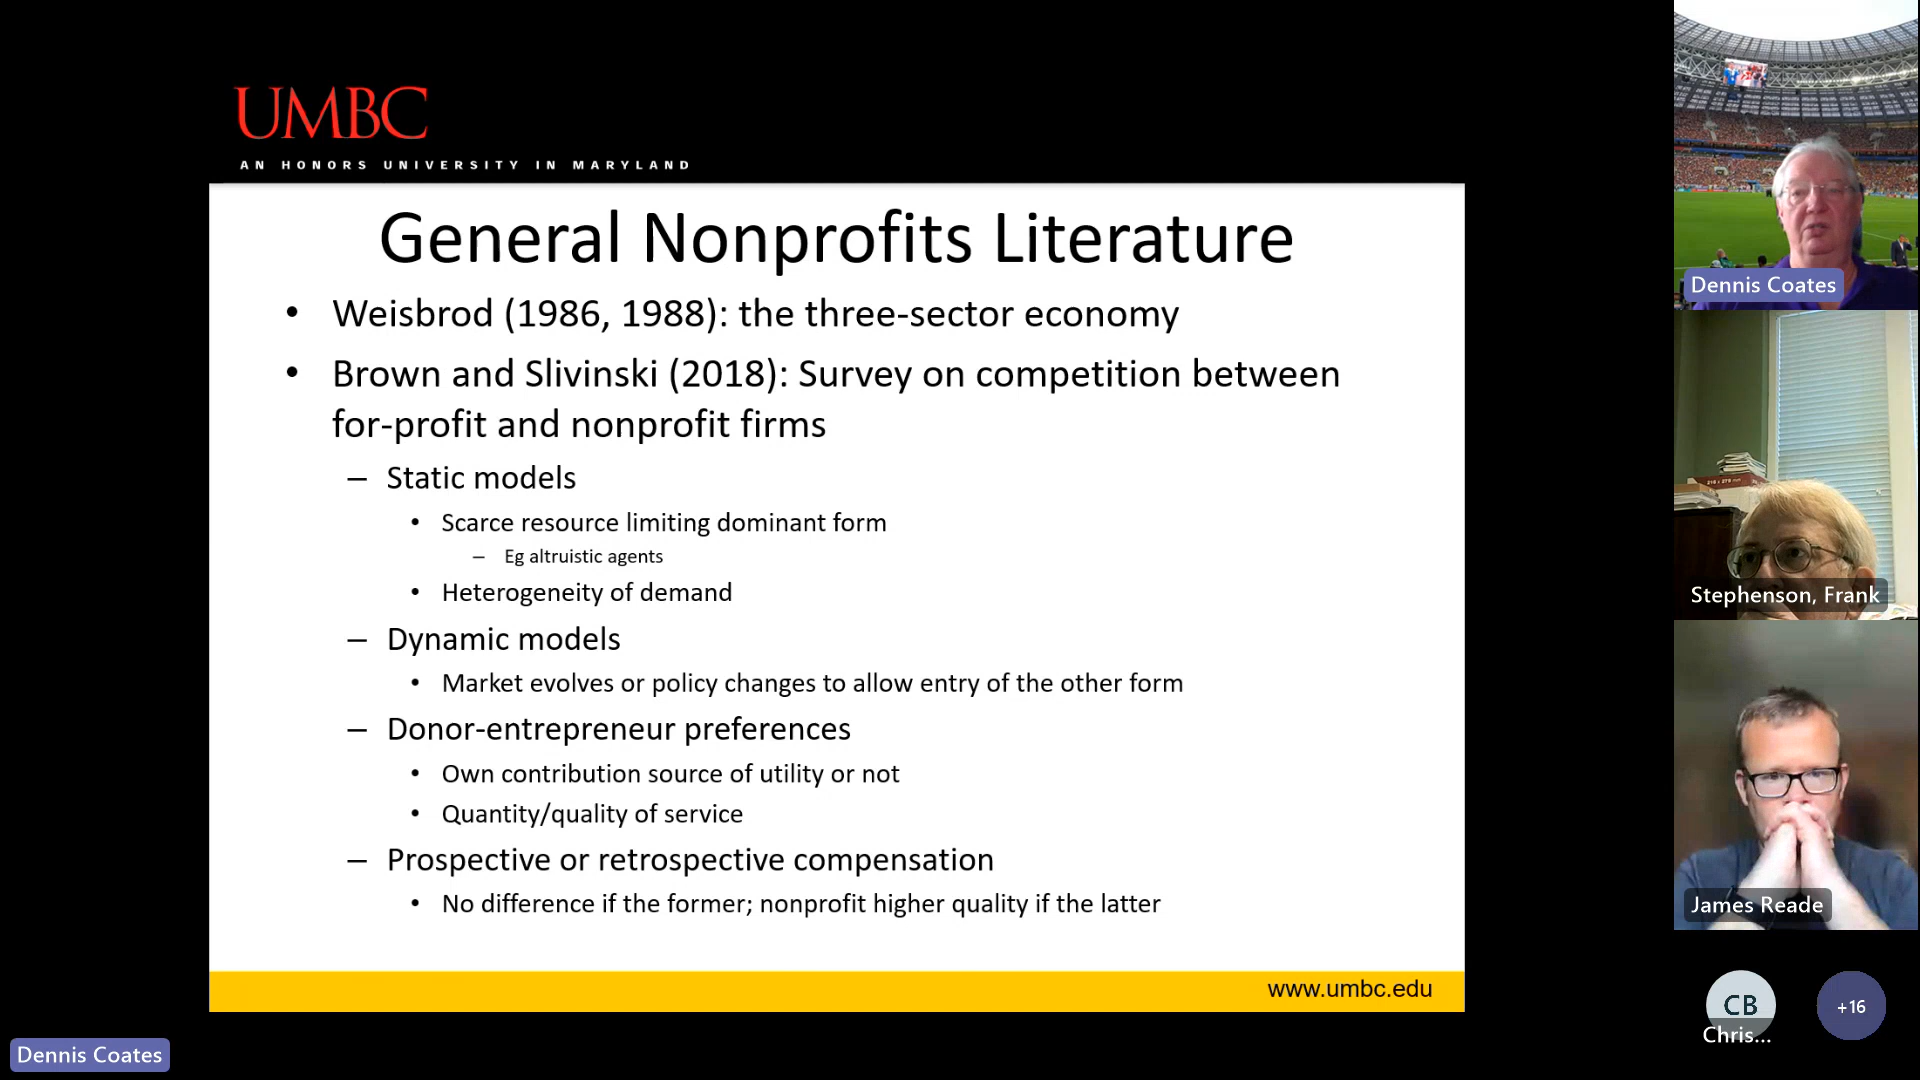 UMBC
AN HONORS UNIVERSITY IN MARYLAND
General Nonprofits Literature
• Weisbrod (1986, 1988): the three-sector economy
• Brown and Slivinski (2018): Survey on competition between
for-profit and nonprofit firms
– Static models
• Scarce resource limiting dominant form
– Eg altruistic agents
• Heterogeneity of demand
– Dynamic models
• Market evolves or policy changes to allow entry of the other form
– Donor-entrepreneur preferences
• Own contribution source of utility or not
• Quantity/quality of service
– Prospective or retrospective compensation
• No difference if the former; nonprofit higher quality if the latter
www.umbc.edu
Dennis Coates
Dennis Coates
Stephenson, Frank
James Reade
CB
Chris...
+16